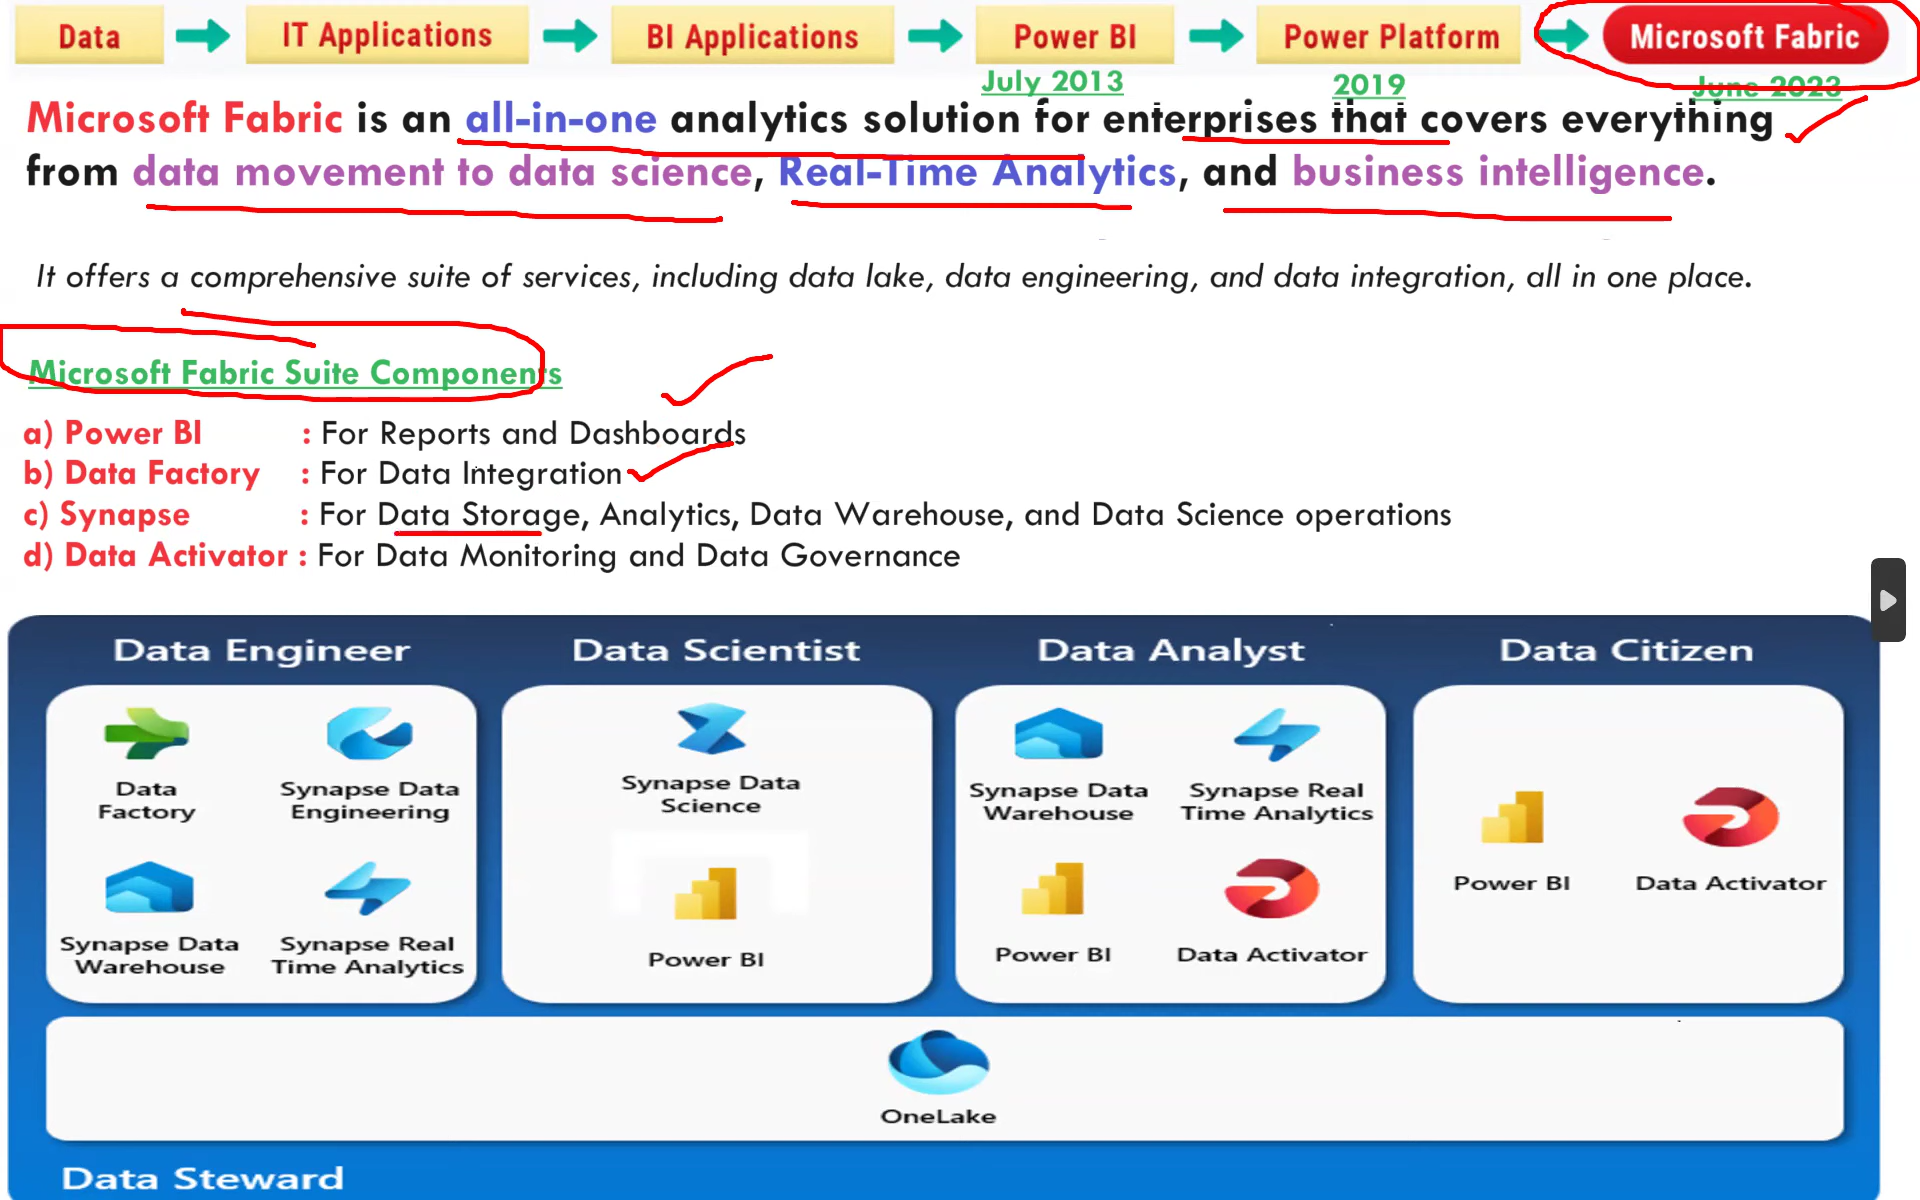 Data IT Applications BI Applications Power BI Power Platform Microsoft Fabric
July 2013 2019 June 2023
Microsoft Fabric is an all-in-one analytics solution for enterprises that covers everything
from data movement to data science, Real-Time Analytics, and business intelligence.
It offers a comprehensive suite of services, including data lake, data engineering, and data integration, all in one place.
Microsoft Fabric Suite Components
a) Power BI : For Reports and Dashboards
b) Data Factory : For Data Integration
c) Synapse : For Data Storage, Analytics, Data Warehouse, and Data Science operations
d) Data Activator : For Data Monitoring and Data Governance
Data Engineer
Data Factory
Synapse Data Engineering
Synapse Data Warehouse
Synapse Real Time Analytics
Data Scientist
Synapse Data Science
Power BI
Data Analyst
Synapse Data Warehouse
Synapse Real Time Analytics
Power BI
Data Activator
Data Citizen
Power BI
Data Activator
OneLake
Data Steward